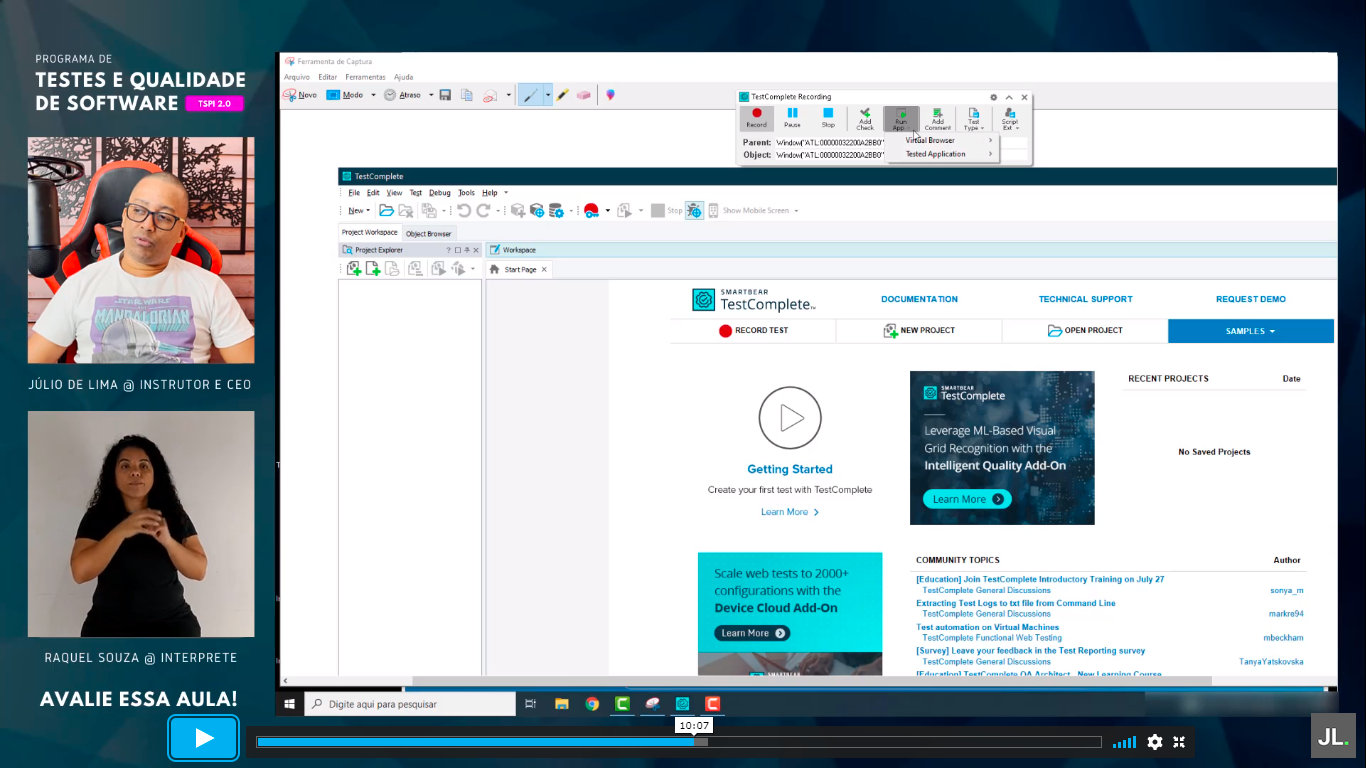 PROGRAMA DE
TESTES E QUALIDADE
DE SOFTWARE TSPI 2.0
STAR WARS
MANDALORIAN
JÚLIO DE LIMA @ INSTRUTOR E CEO
RAQUEL SOUZA @ INTERPRETE
AVALIE ESSA AULA!
Ferramenta de Captura
Arquivo Editar Ferramentas Ajuda
Novo Modo Atraso
TestComplete Recording
Record Pause Stop Add Check Run App Add Comment Test Type Script Ext
Parent: Window("ATL:00000032200A2BB0"
Object: Window("ATL:00000032200A2BB0"
Virtual Browser
Tested Application
TestComplete
File Edit View Test Debug Tools Help
New Stop Show Mobile Screen
Project Workspace Object Browser
Project Explorer
Workspace
Start Page
SMARTBEAR
TestComplete
DOCUMENTATION TECHNICAL SUPPORT REQUEST DEMO
RECORD TEST NEW PROJECT OPEN PROJECT SAMPLES
Getting Started
Create your first test with TestComplete
Learn More
SMARTBEAR
TestComplete
Leverage ML-Based Visual
Grid Recognition with the
Intelligent Quality Add-On
Learn More
RECENT PROJECTS Date
No Saved Projects
Scale web tests to 2000+
configurations with the
Device Cloud Add-On
Learn More
COMMUNITY TOPICS Author
[Education] Join TestComplete Introductory Training on July 27
TestComplete General Discussions sonya_m
Extracting Test Logs to txt file from Command Line
TestComplete General Discussions markre94
Test automation on Virtual Machines
TestComplete Functional Web Testing mbeckham
[Survey] Leave your feedback in the Test Reporting survey
TestComplete General Discussions TanyaYatskovska
[Education] TestComplete QA Architect - New Learning Course
Digite aqui para pesquisar
10:07
JL.